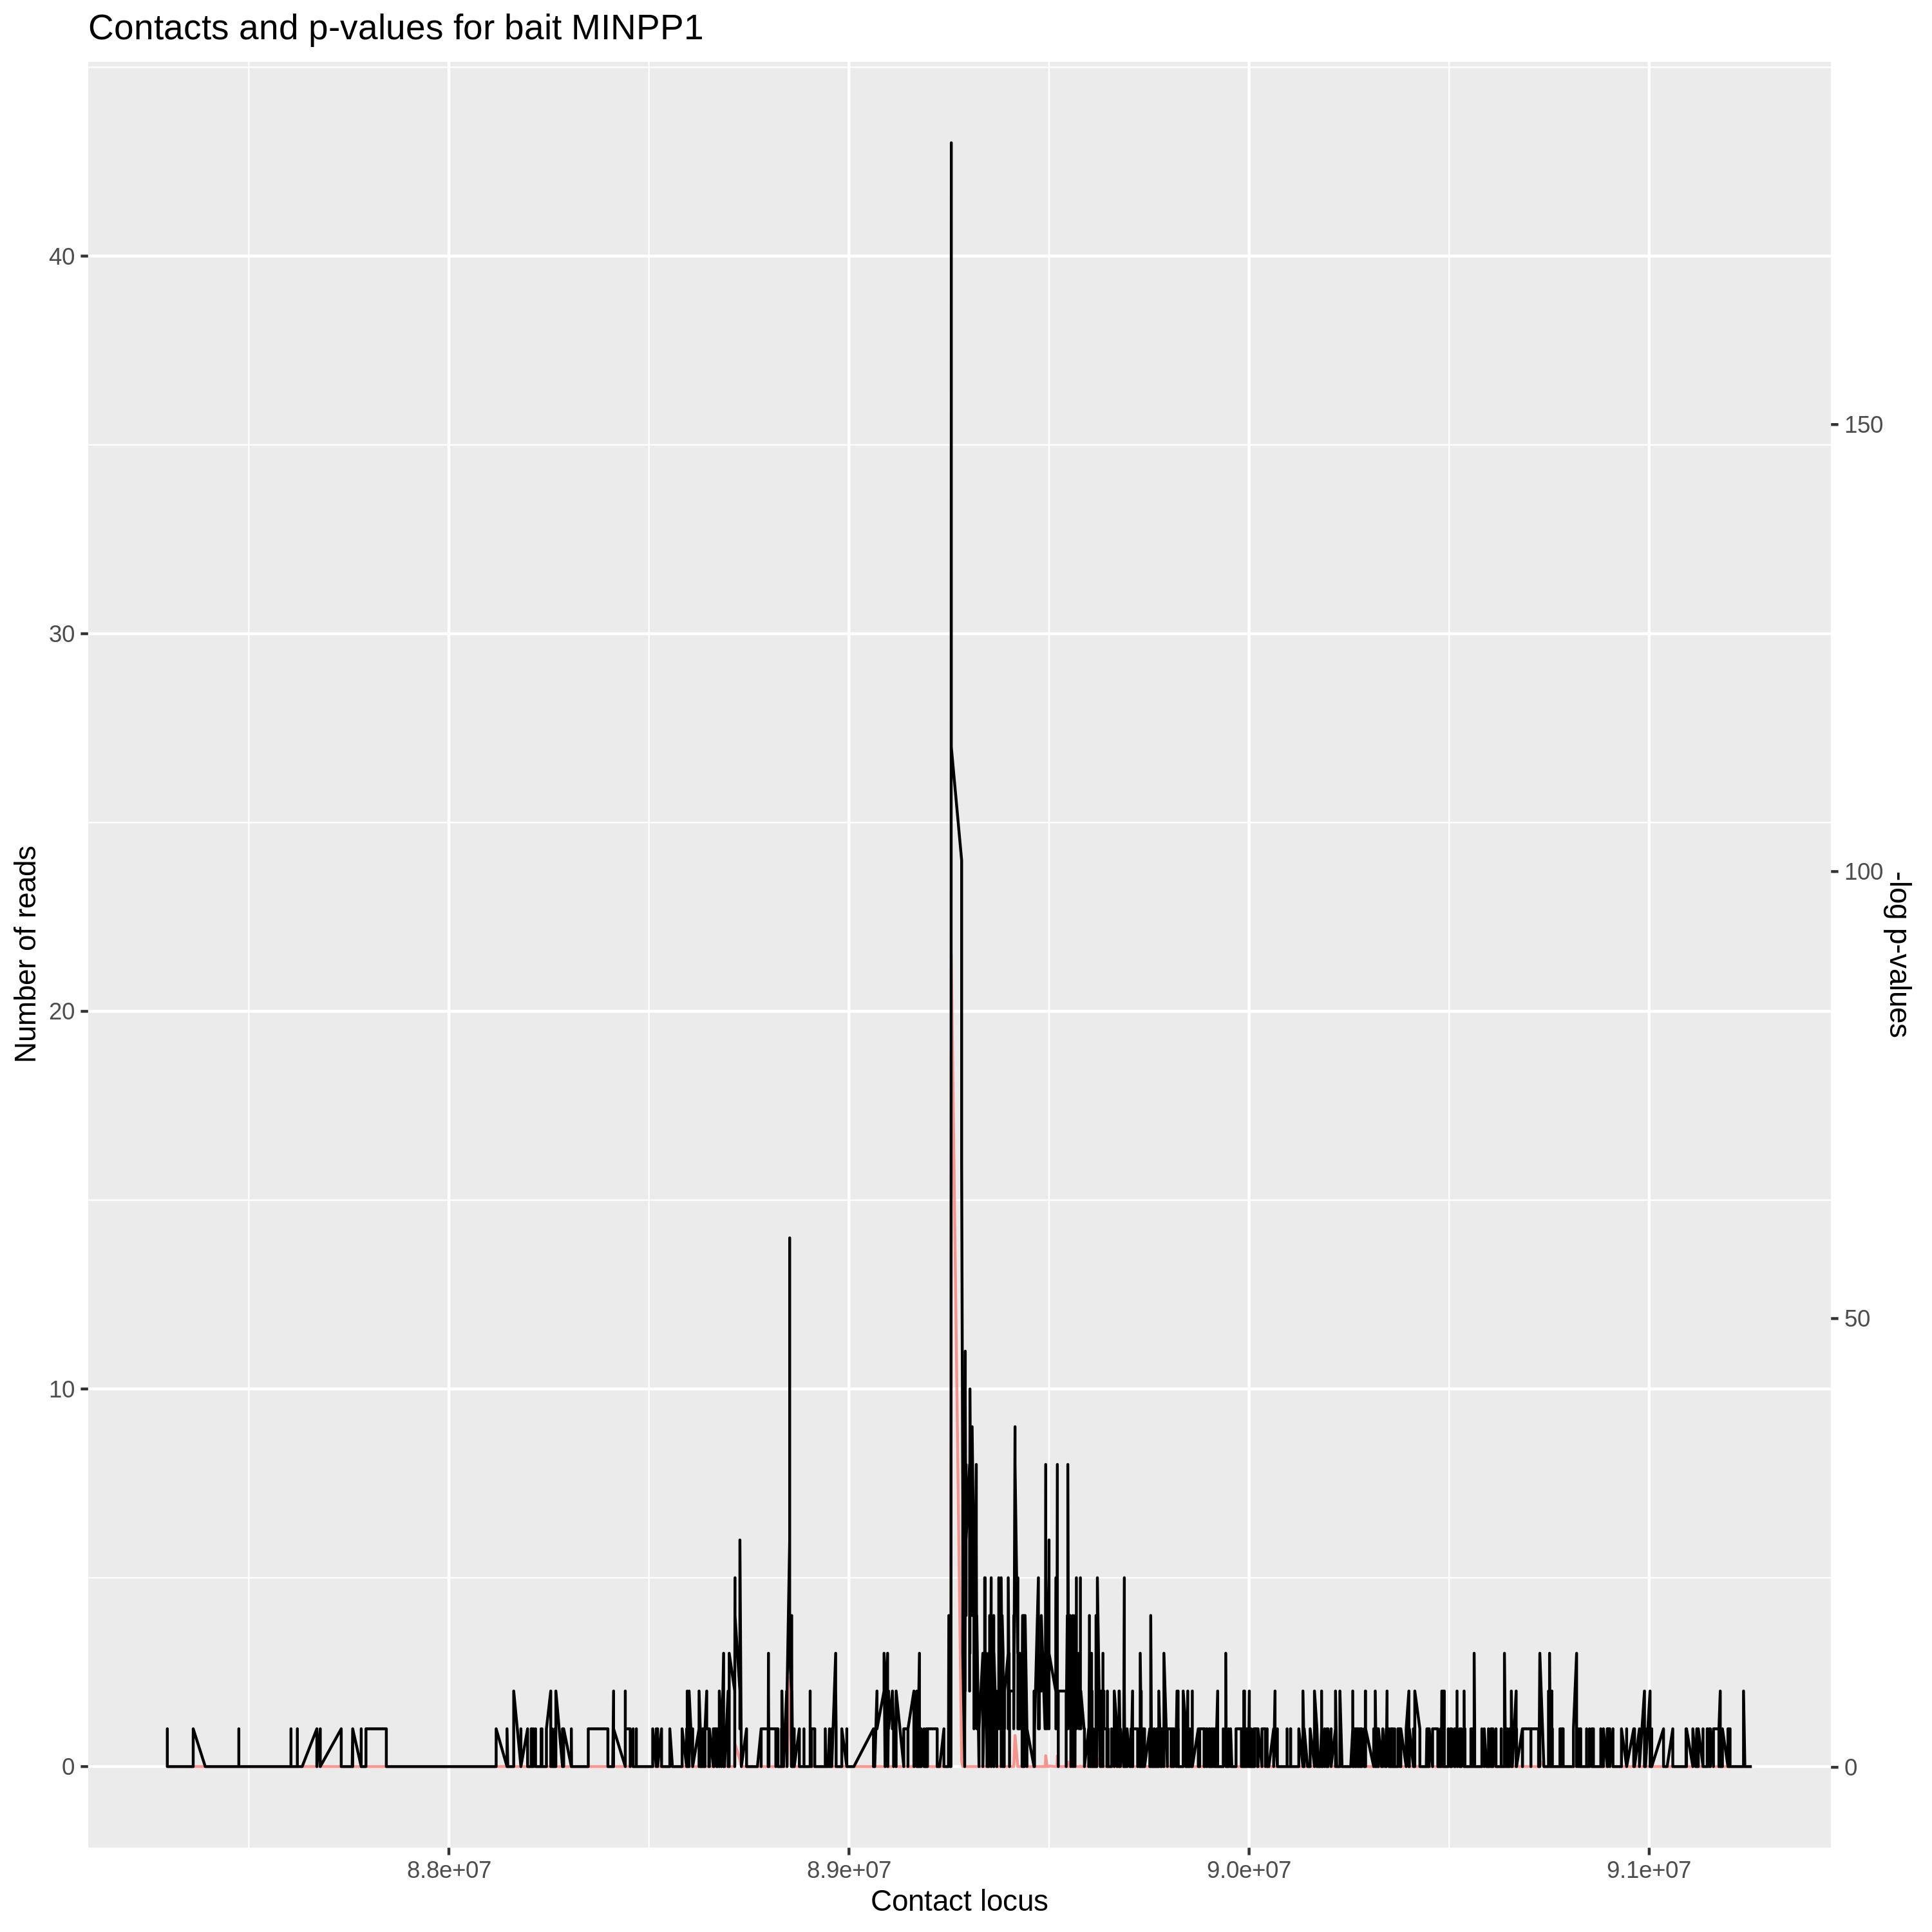 Contacts and p-values for bait MINPP1
40
30
20
10
0
Number of reads
150
100
50
0
-log p-values
8.8e+07
8.9e+07
9.0e+07
9.1e+07
Contact locus